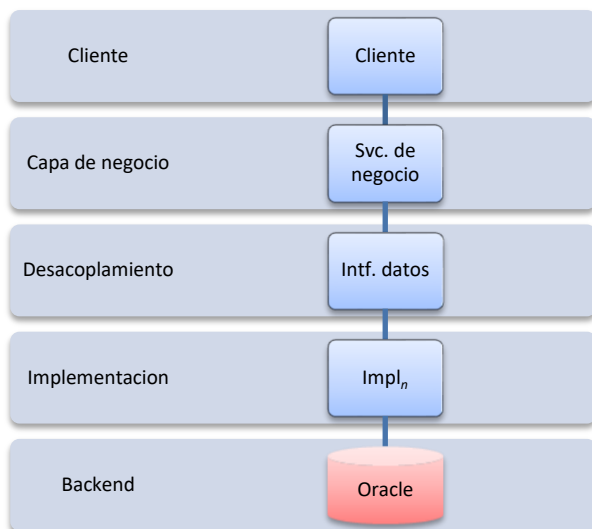 Cliente
Cliente
Capa de negocio
Svc. de
negocio
Desacoplamiento
Intf. datos
Implementacion
Impln
Backend
Oracle